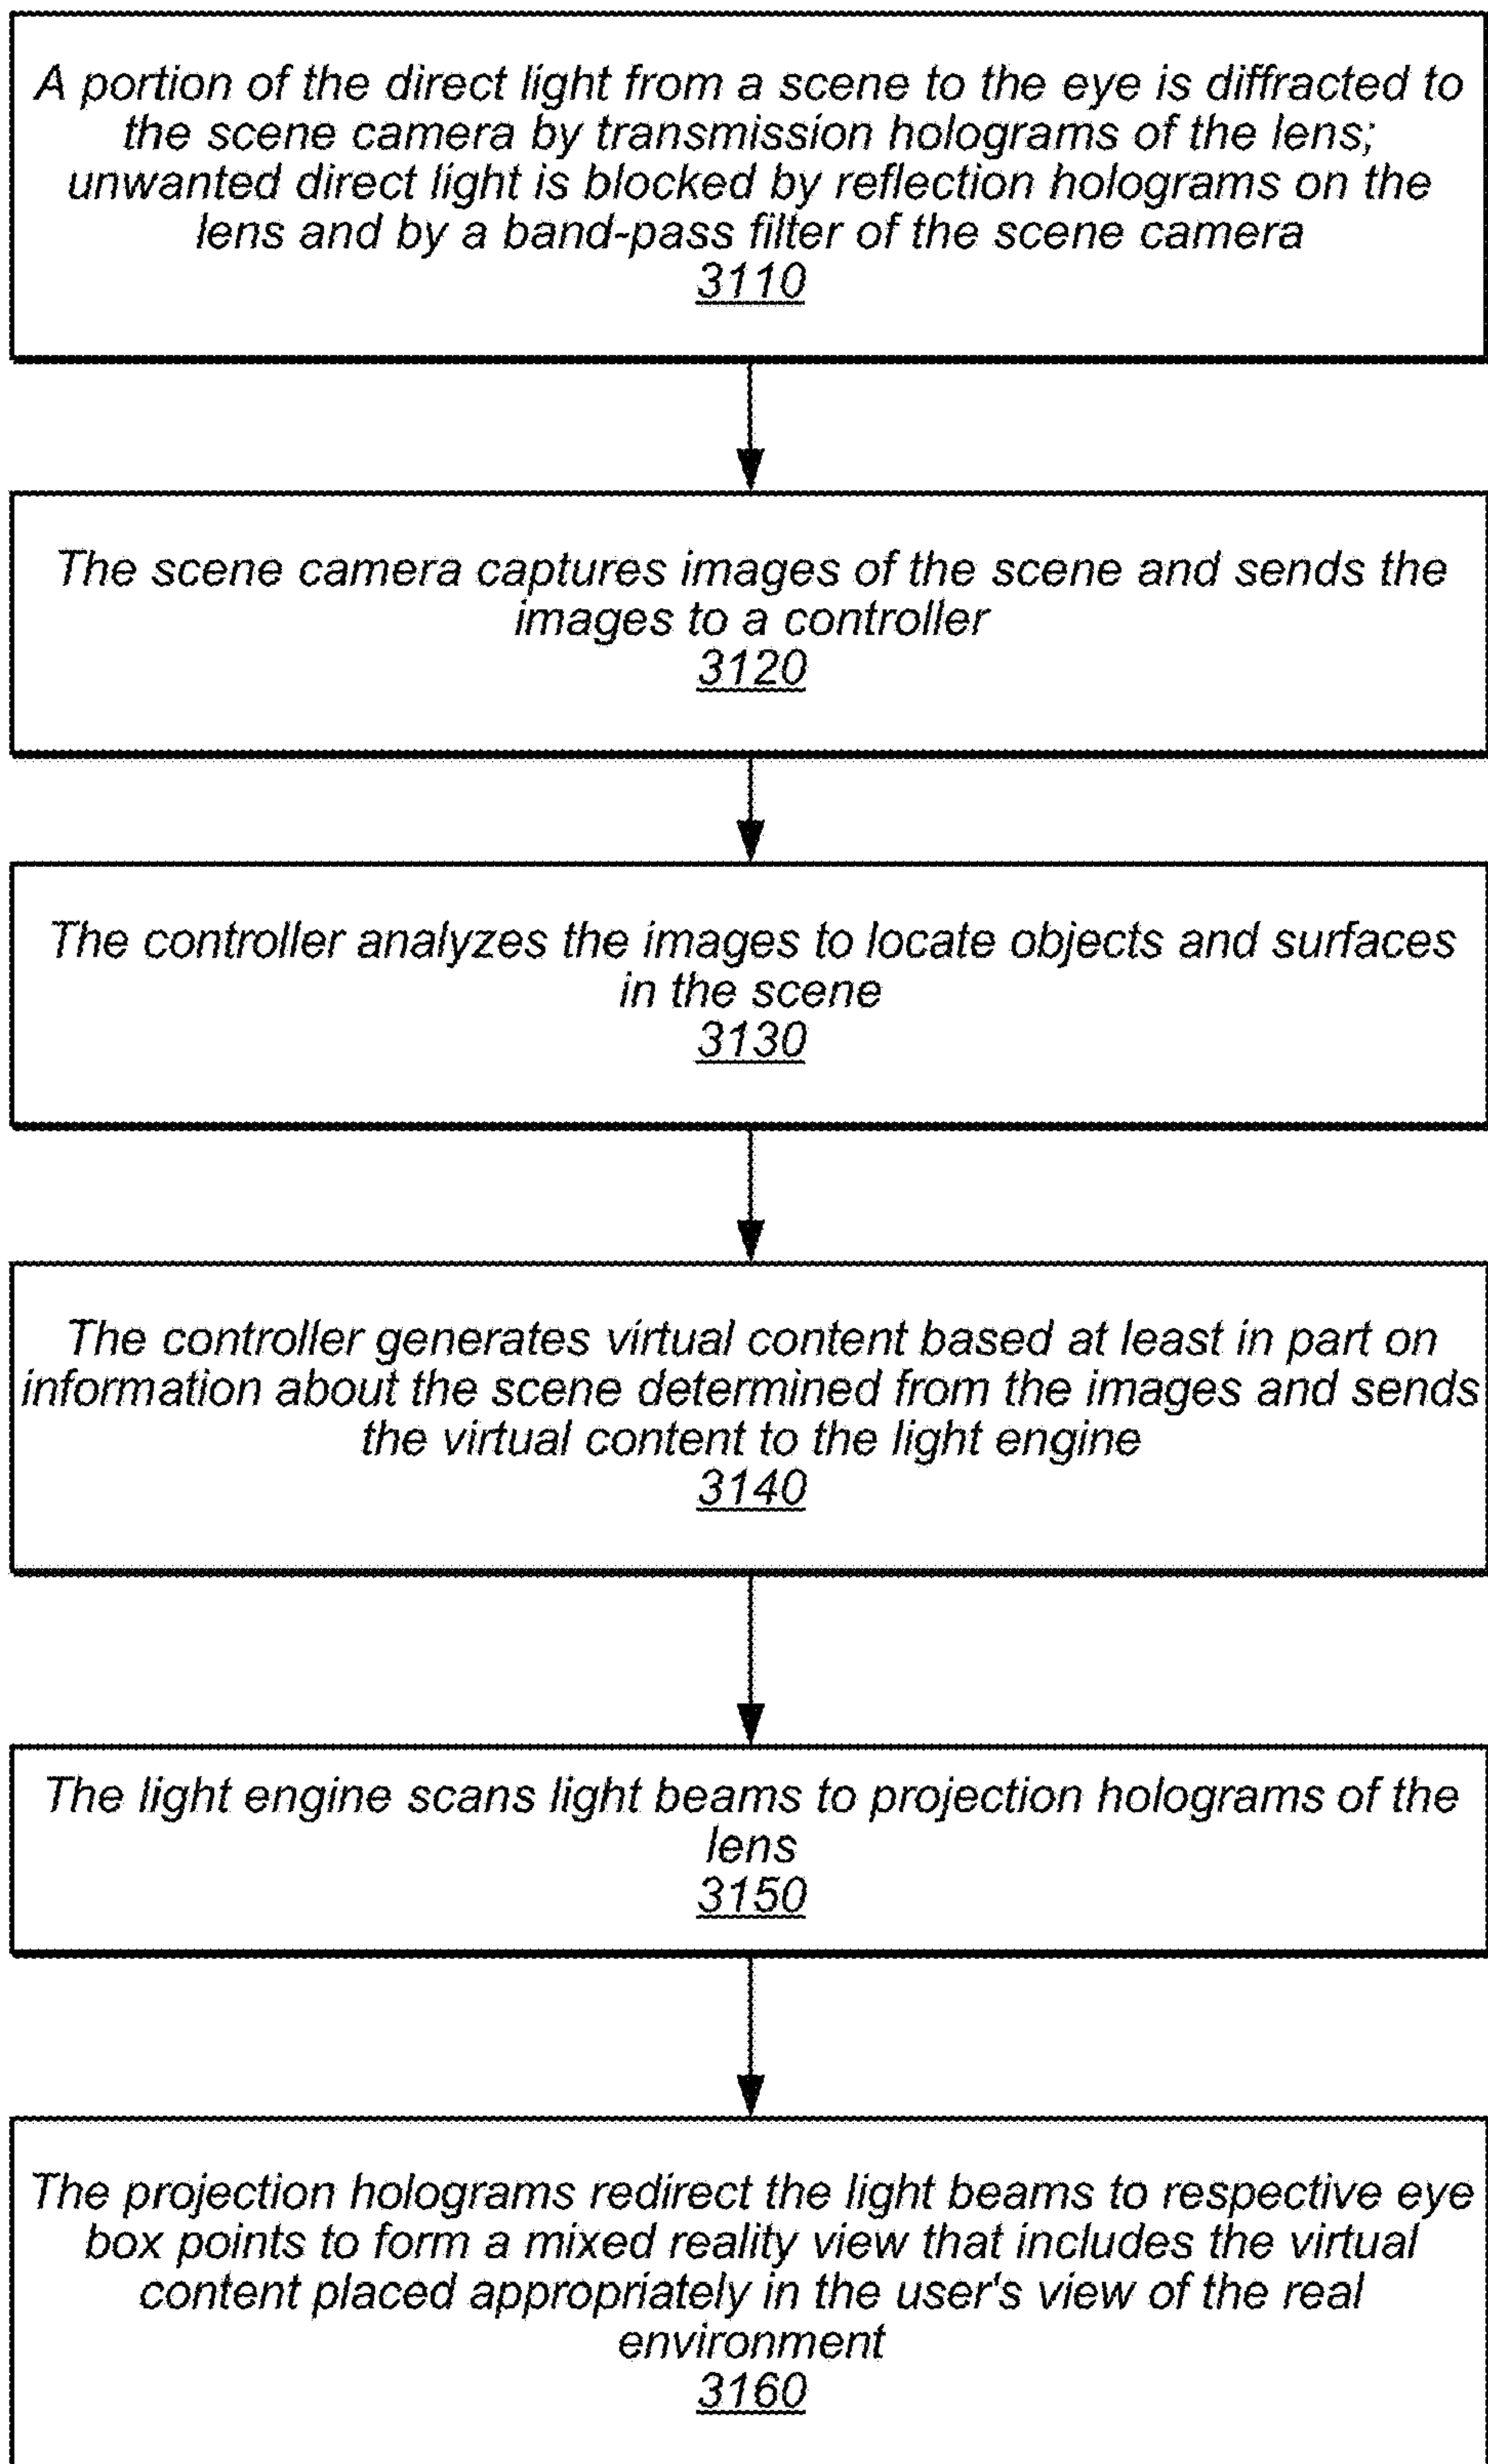 A portion of the direct light from a scene to the eye is diffracted to
the scene camera by transmission holograms of the lens;
unwanted direct light is blocked by reflection holograms on the
lens and by a band-pass filter of the scene camera
3110
The scene camera captures images of the scene and sends the
images to a controller
3120
The controller analyzes the images to locate objects and surfaces
in the scene
3130
The controller generates virtual content based at least in part on
information about the scene determined from the images and sends
the virtual content to the light engine
3140
The light engine scans light beams to projection holograms of the
lens
3150
The projection holograms redirect the light beams to respective eye
box points to form a mixed reality view that includes the virtual
content placed appropriately in the user's view of the real
environment
3160